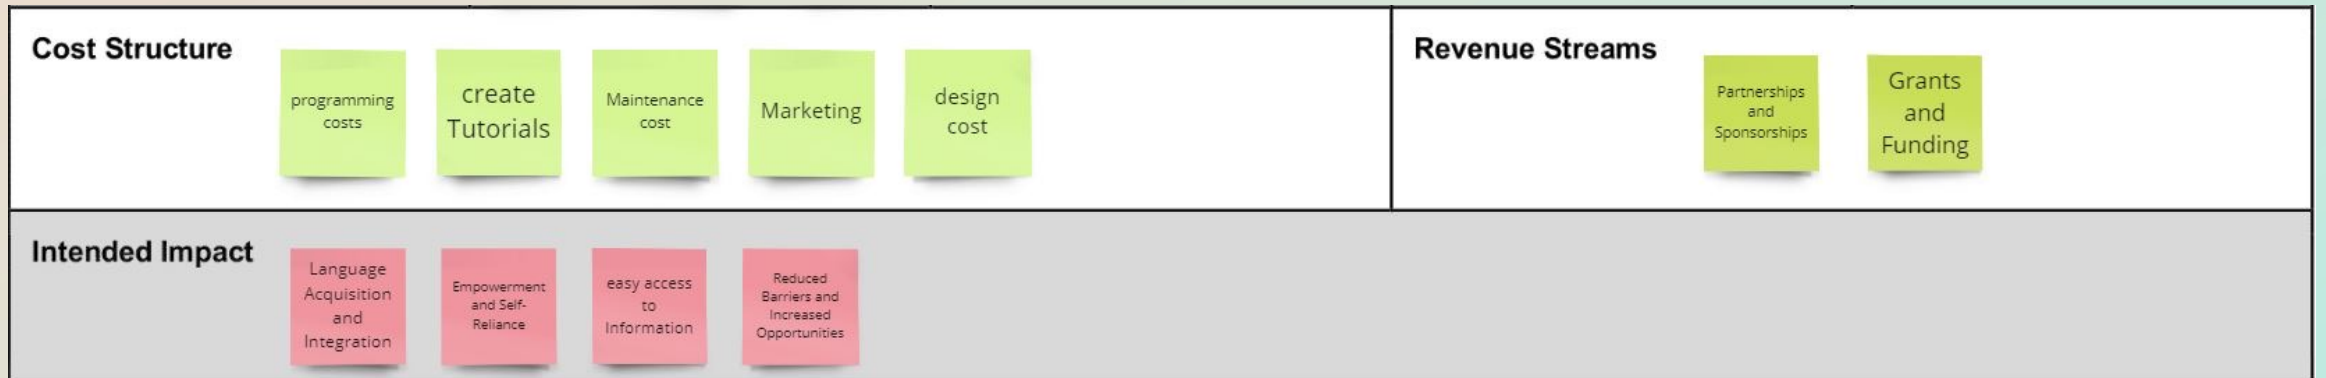 Cost Structure
programming
costs
create
Tutorials
Maintenance
cost
Marketing
design
cost
Revenue Streams
Partnerships
and
Sponsorships
Grants
and
Funding
Intended Impact
Language
Acquisition
and
Integration
Empowerment
and Self-
Reliance
easy access
to
Information
Reduced
Barriers and
Increased
Opportunities